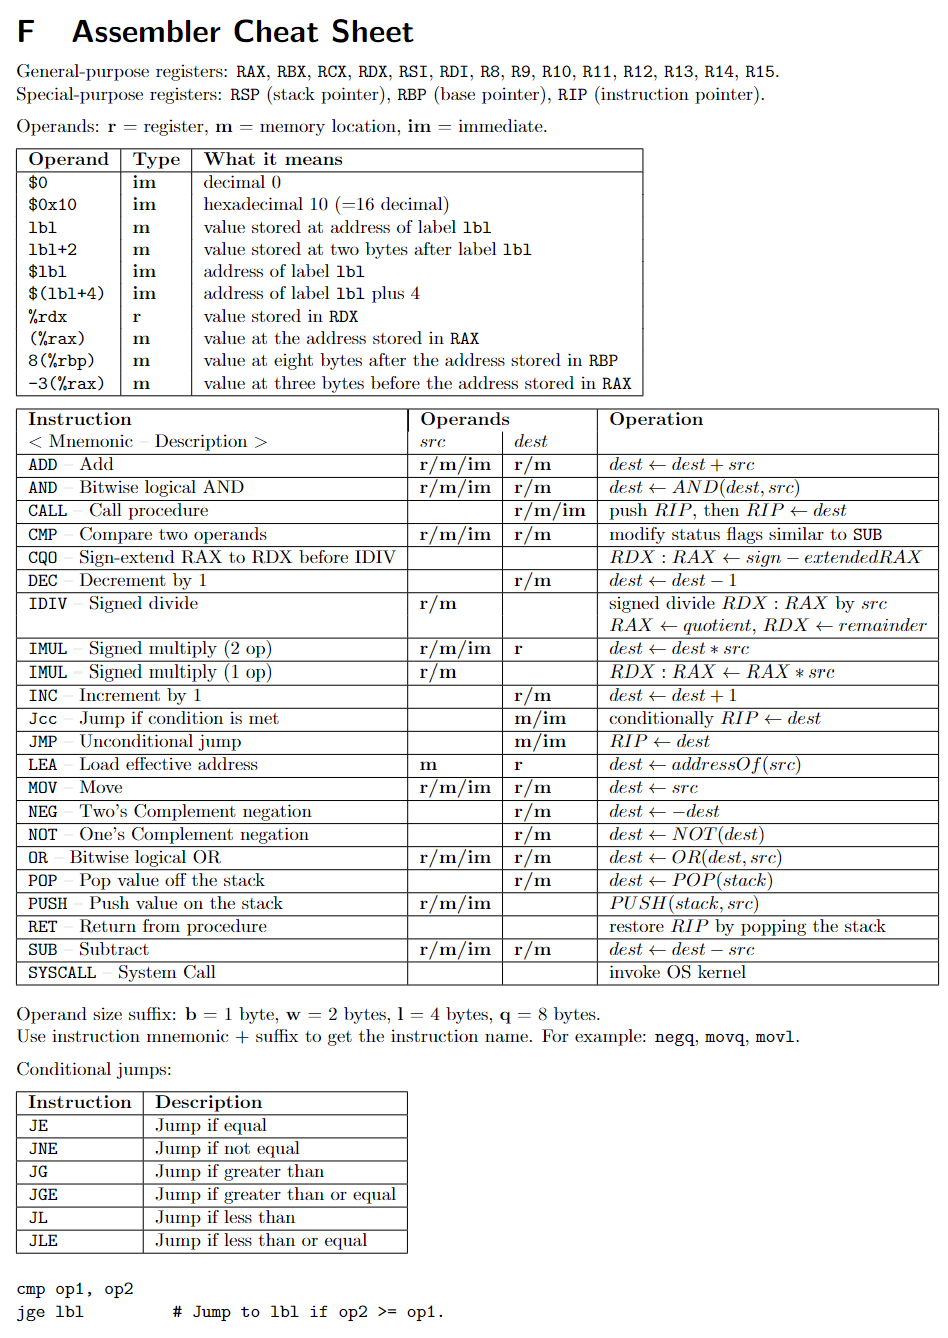 F Assembler Cheat Sheet
General-purpose registers: RAX, RBX, RCX, RDX, RSI, RDI, R8, R9, R10, R11, R12, R13, R14, R15.
Special-purpose registers: RSP (stack pointer), RBP (base pointer), RIP (instruction pointer).
Operands: r = register, m = memory location, im = immediate.
Operand Type What it means
$0 im decimal 0
$0x10 im hexadecimal 10 (=16 decimal)
lbl m value stored at address of label lbl
lbl+2 m value stored at two bytes after label lbl
$lbl im address of label lbl
$(lbl+4) im address of label lbl plus 4
%rdx r value stored in RDX
(%rax) m value at the address stored in RAX
8(%rbp) m value at eight bytes after the address stored in RBP
-3(%rax) m value at three bytes before the address stored in RAX
Instruction Operands Operation
< Mnemonic – Description > src dest
ADD – Add r/m/im r/m dest ← dest + src
AND – Bitwise logical AND r/m/im r/m dest ← AND(dest, src)
CALL – Call procedure r/m/im push RIP, then RIP ← dest
CMP – Compare two operands r/m/im r/m modify status flags similar to SUB
CQO – Sign-extend RAX to RDX before IDIV RDX : RAX ← sign − extendedRAX
DEC – Decrement by 1 r/m dest ← dest − 1
IDIV – Signed divide r/m signed divide RDX : RAX by src
RAX ← quotient, RDX ← remainder
IMUL – Signed multiply (2 op) r/m/im r dest ← dest ∗ src
IMUL – Signed multiply (1 op) r/m RDX : RAX ← RAX ∗ src
INC – Increment by 1 r/m dest ← dest + 1
Jcc – Jump if condition is met m/im conditionally RIP ← dest
JMP – Unconditional jump m/im RIP ← dest
LEA – Load effective address m r dest ← addressOf(src)
MOV – Move r/m/im r/m dest ← src
NEG – Two's Complement negation r/m dest ← −dest
NOT – One's Complement negation r/m dest ← NOT(dest)
OR – Bitwise logical OR r/m/im r/m dest ← OR(dest, src)
POP – Pop value off the stack r/m dest ← POP(stack)
PUSH – Push value on the stack r/m/im PUSH(stack, src)
RET – Return from procedure restore RIP by popping the stack
SUB – Subtract r/m/im r/m dest ← dest − src
SYSCALL – System Call invoke OS kernel
Operand size suffix: b = 1 byte, w = 2 bytes, l = 4 bytes, q = 8 bytes.
Use instruction mnemonic + suffix to get the instruction name. For example: negq, movq, movl.
Conditional jumps:
Instruction Description
JE Jump if equal
JNE Jump if not equal
JG Jump if greater than
JGE Jump if greater than or equal
JL Jump if less than
JLE Jump if less than or equal
cmp op1, op2
jge lbl # Jump to lbl if op2 >= op1.